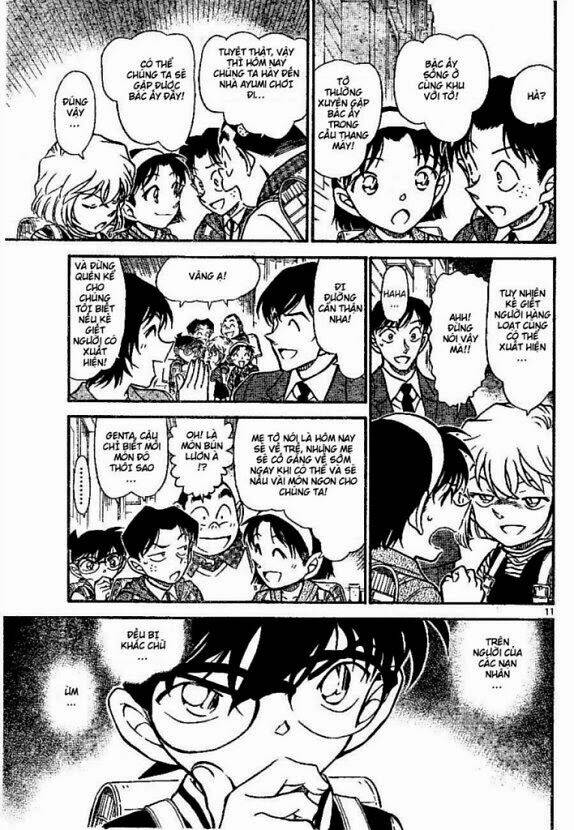 HẢ?
BÁC ẤY
SỐNG Ở
CÙNG KHU
VỚI TỚ!
TỚ
THƯỜNG
XUYÊN GẶP
BÁC ẤY
TRONG
CẦU THANG
MÁY!
TUYỆT THẬT, VẬY
THÌ HÔM NAY
CHÚNG TA HÃY ĐẾN
NHÀ AYUMI CHƠI
ĐI...
CÓ THỂ
CHÚNG TA SẼ
GẶP ĐƯỢC
BÁC ẤY ĐẤY!
ĐÚNG
VẬY
...
TUY NHIÊN
KẺ GIẾT
NGƯỜI HÀNG
LOẠT CŨNG
CÓ THỂ
XUẤT HIỆN
...
AHH!
ĐỪNG
NÓI VẬY
MÀ!!
HAHA
...
ĐI
ĐƯỜNG
CẨN THẬN
NHA!
VÂNG Ạ!
VÀ ĐỪNG
QUÊN KỂ
CHO
CHÚNG
TÔI BIẾT
NẾU KẺ
GIẾT
NGƯỜI CÓ
XUẤT
HIỆN!
MẸ TỚ NÓI LÀ HÔM NAY
SẼ VỀ TRỄ, NHƯNG MẸ
SẼ CỐ GẮNG VỀ SỚM
NGAY KHI CÓ THỂ VÀ SẼ
NẤU VÀI MÓN NGON CHO
CHÚNG TA!
OH! LÀ
MÓN BÚN
LƯƠN À
!?
GENTA, CẬU
CHỈ BIẾT MỖI
MÓN ĐÓ
THÔI SAO
...
......
11
TRÊN
NGƯỜI CỦA
CÁC NẠN
NHÂN
...
ĐỀU BỊ
KHẮC CHỮ
...
ỪM
...